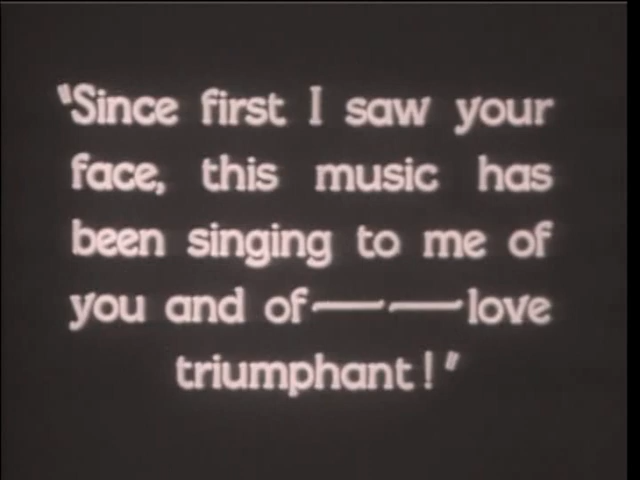 "Since first I saw your
face, this music has
been singing to me of
you and of—— ——love
triumphant!"